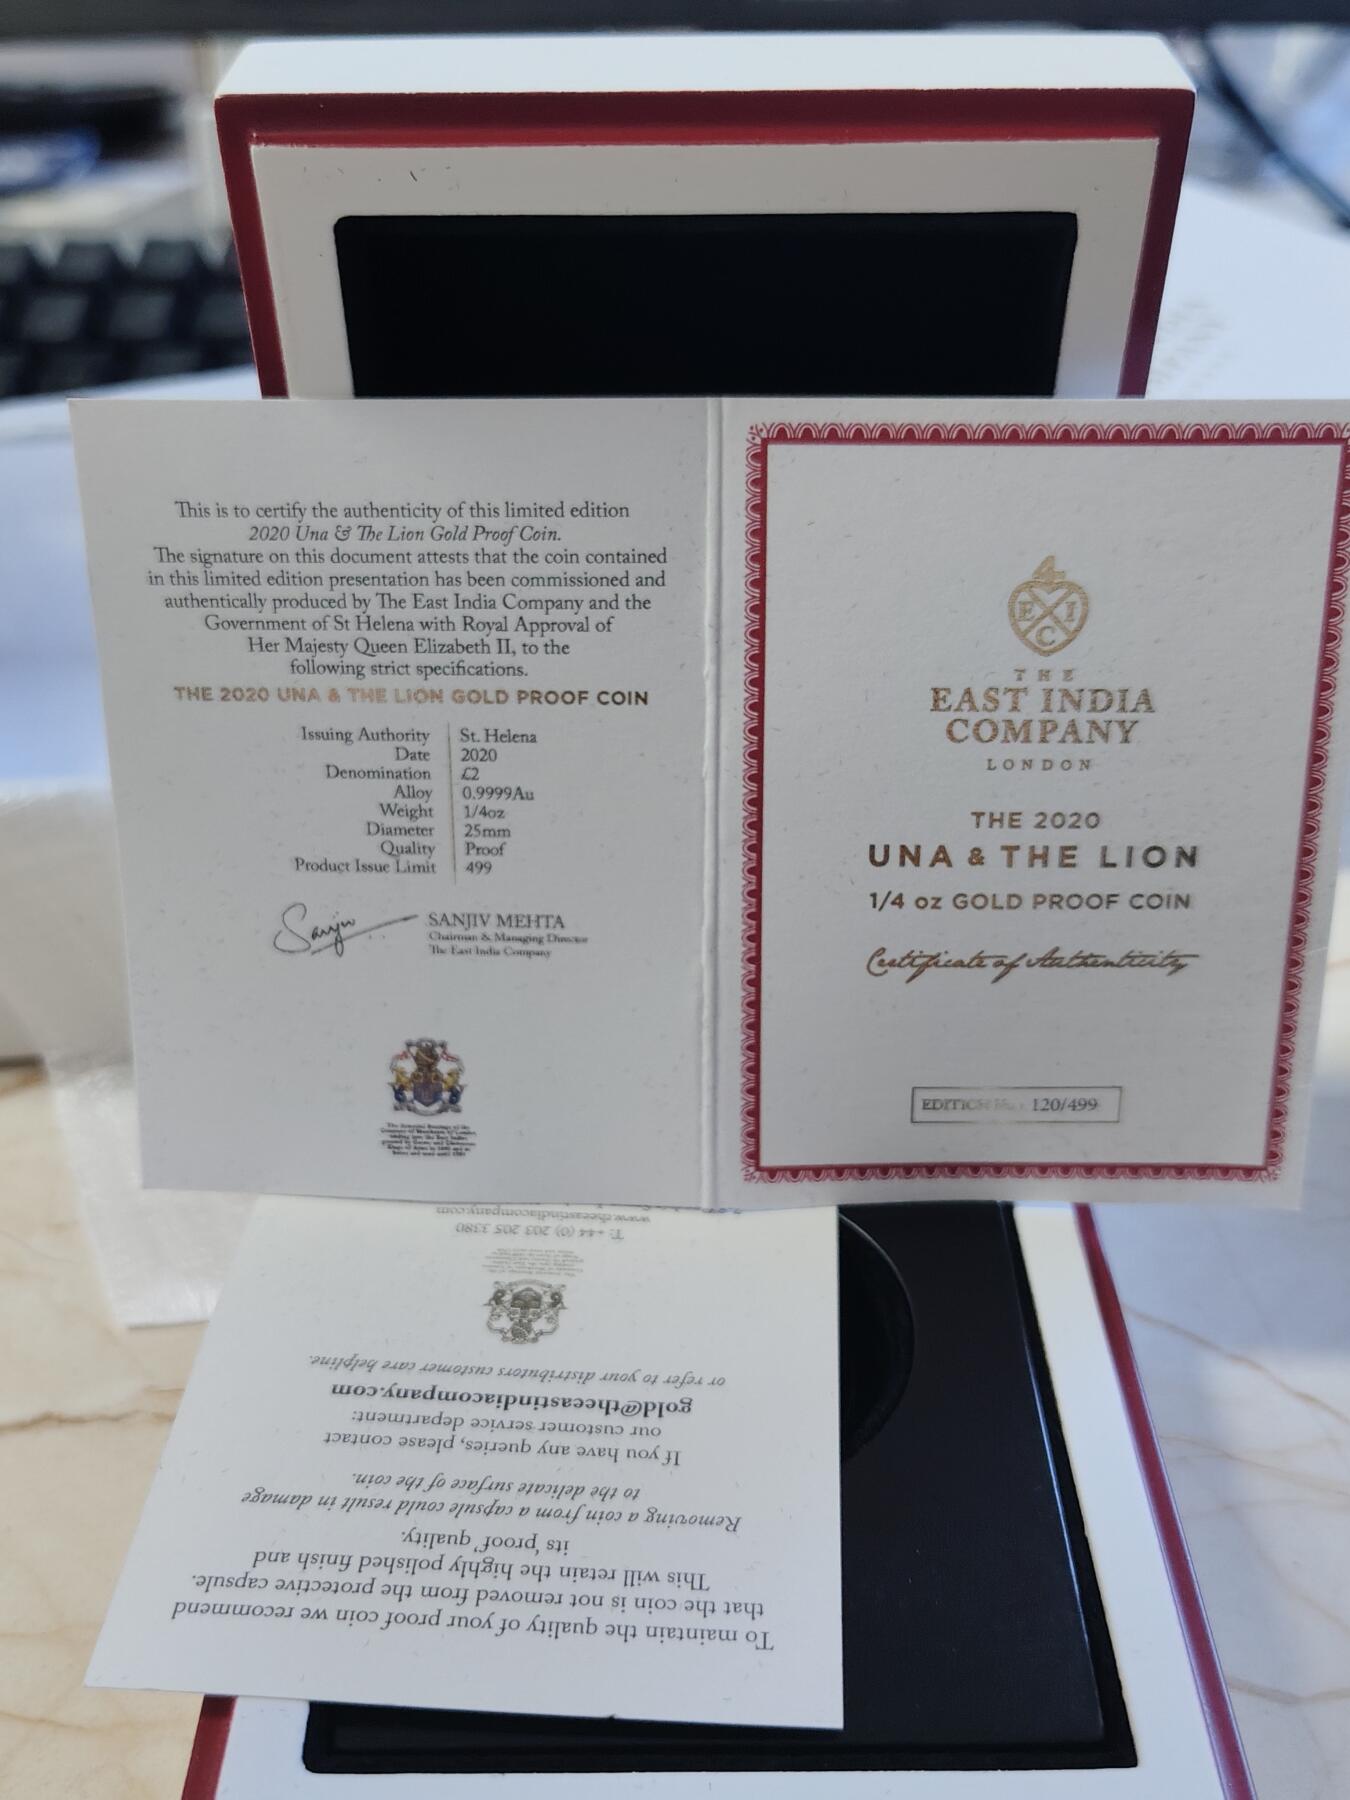 This is to certify the authenticity of this limited edition
2020 Una & The Lion Gold Proof Coin.
The signature on this document attests that the coin contained
in this limited edition presentation has been commissioned and
authentically produced by The East India Company and the
Government of St Helena with Royal Approval of
Her Majesty Queen Elizabeth II, to the
following strict specifications.
THE 2020 UNA & THE LION GOLD PROOF COIN
Issuing Authority St. Helena
Date 2020
Denomination £2
Alloy 0.9999Au
Weight 1/4oz
Diameter 25mm
Quality Proof
Product Issue Limit 499
Sanjiv
SANJIV MEHTA
Chairman & Managing Director
The East India Company
4
E I
C
THE
EAST INDIA
COMPANY
LONDON
THE 2020
UNA & THE LION
1/4 oz GOLD PROOF COIN
Certificate of Authenticity
EDITION No. 120/499
To maintain the quality of your proof coin we recommend
that the coin is not removed from the protective capsule.
This will retain the highly polished finish and
its 'proof' quality.
Removing a coin from a capsule could result in damage
to the delicate surface of the coin.
If you have any queries, please contact
our customer service department:
gold@theeastindiacompany.com
or refer to your distributors customer care helpline.
T: +44 (0) 203 205 3380
www.theeastindiacompany.com